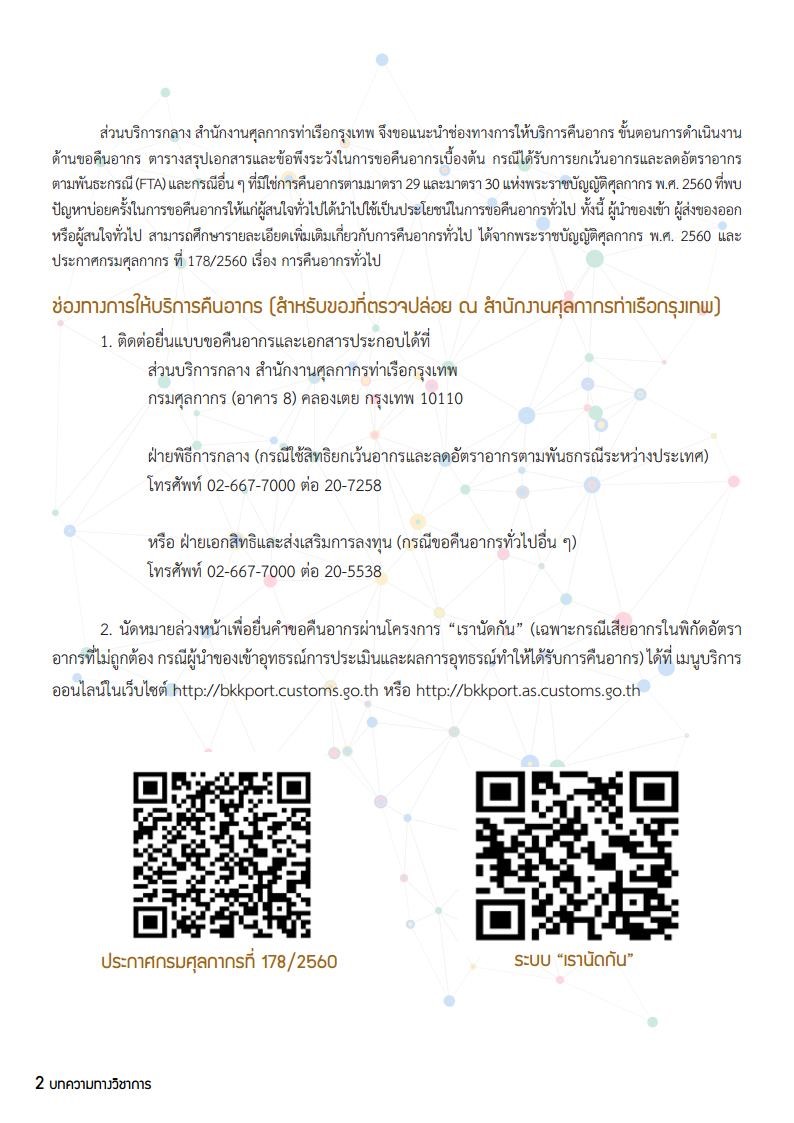 ส่วนบริการกลาง สำนักงานศุลกากรท่าเรือกรุงเทพ จึงขอแนะนำช่องทางการให้บริการคืนอากร ขั้นตอนการดำเนินงาน
ด้านขอคืนอากร ตารางสรุปเอกสารและข้อพึงระวังในการขอคืนอากรเบื้องต้น กรณีได้รับการยกเว้นอากรและลดอัตราอากร
ตามพันธะกรณี (FTA) และกรณีอื่น ๆ ที่มิใช่การคืนอากรตามมาตรา 29 และมาตรา 30 แห่งพระราชบัญญัติศุลกากร พ.ศ. 2560 ที่พบ
ปัญหาบ่อยครั้งในการขอคืนอากรให้แก่ผู้สนใจทั่วไปได้นำไปใช้เป็นประโยชน์ในการขอคืนอากรทั่วไป ทั้งนี้ ผู้นำของเข้า ผู้ส่งของออก
หรือผู้สนใจทั่วไป สามารถศึกษารายละเอียดเพิ่มเติมเกี่ยวกับการคืนอากรทั่วไป ได้จากพระราชบัญญัติศุลกากร พ.ศ. 2560 และ
ประกาศกรมศุลกากร ที่ 178/2560 เรื่อง การคืนอากรทั่วไป
ช่องทางการให้บริการคืนอากร (สำหรับของที่ตรวจปล่อย ณ สำนักงานศุลกากรท่าเรือกรุงเทพ)
1. ติดต่อยื่นแบบขอคืนอากรและเอกสารประกอบได้ที่
ส่วนบริการกลาง สำนักงานศุลกากรท่าเรือกรุงเทพ
กรมศุลกากร (อาคาร 8) คลองเตย กรุงเทพ 10110
ฝ่ายพิธีการกลาง (กรณีใช้สิทธิยกเว้นอากรและลดอัตราอากรตามพันธกรณีระหว่างประเทศ)
โทรศัพท์ 02-667-7000 ต่อ 20-7258
หรือ ฝ่ายเอกสิทธิและส่งเสริมการลงทุน (กรณีขอคืนอากรทั่วไปอื่น ๆ)
โทรศัพท์ 02-667-7000 ต่อ 20-5538
2. นัดหมายล่วงหน้าเพื่อยื่นคำขอคืนอากรผ่านโครงการ “เรานัดกัน” (เฉพาะกรณีเสียอากรในพิกัดอัตรา
อากรที่ไม่ถูกต้อง กรณีผู้นำของเข้าอุทธรณ์การประเมินและผลการอุทธรณ์ทำให้ได้รับการคืนอากร) ได้ที่ เมนูบริการ
ออนไลน์ในเว็บไซต์ http://bkkport.customs.go.th หรือ http://bkkport.as.customs.go.th
ประกาศกรมศุลกากรที่ 178/2560
ระบบ “เรานัดกัน”
2 บทความทางวิชาการ